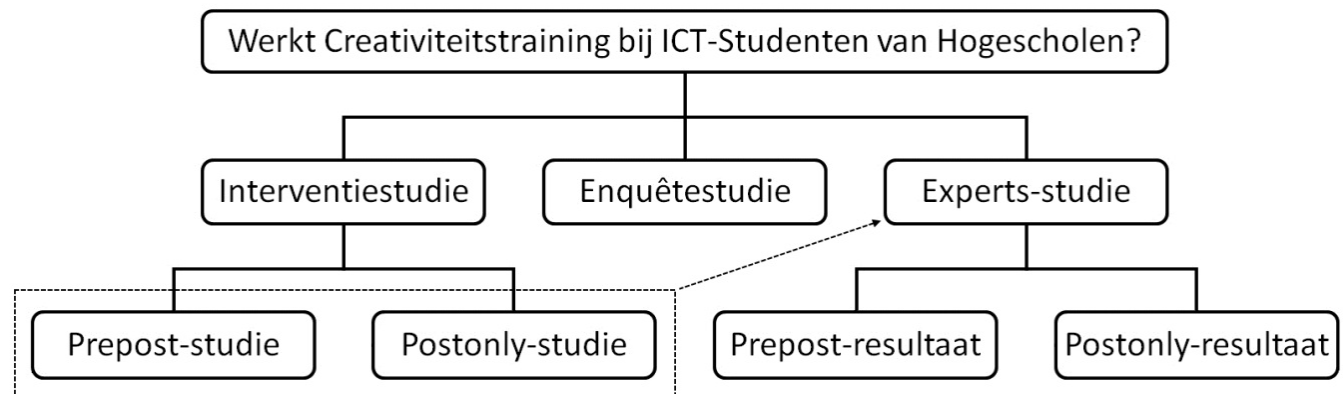 Werkt Creativiteitstraining bij ICT-Studenten van Hogescholen?
Interventiestudie
Enquêtestudie
Experts-studie
Prepost-studie
Postonly-studie
Prepost-resultaat
Postonly-resultaat